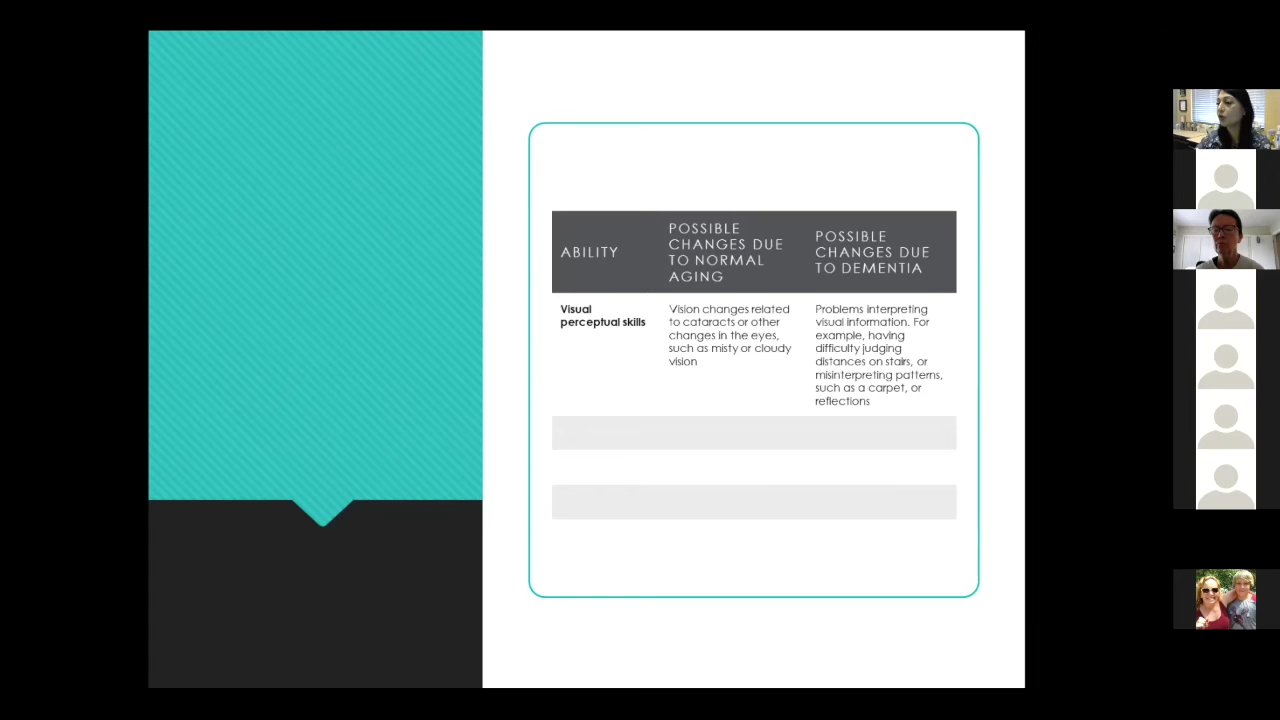 ABILITY
POSSIBLE
CHANGES DUE
TO NORMAL
AGING
POSSIBLE
CHANGES DUE
TO DEMENTIA
Visual
perceptual skills
Vision changes related
to cataracts or other
changes in the eyes,
such as misty or cloudy
vision
Problems interpreting
visual information. For
example, having
difficulty judging
distances on stairs, or
misinterpreting patterns,
such as a carpet, or
reflections